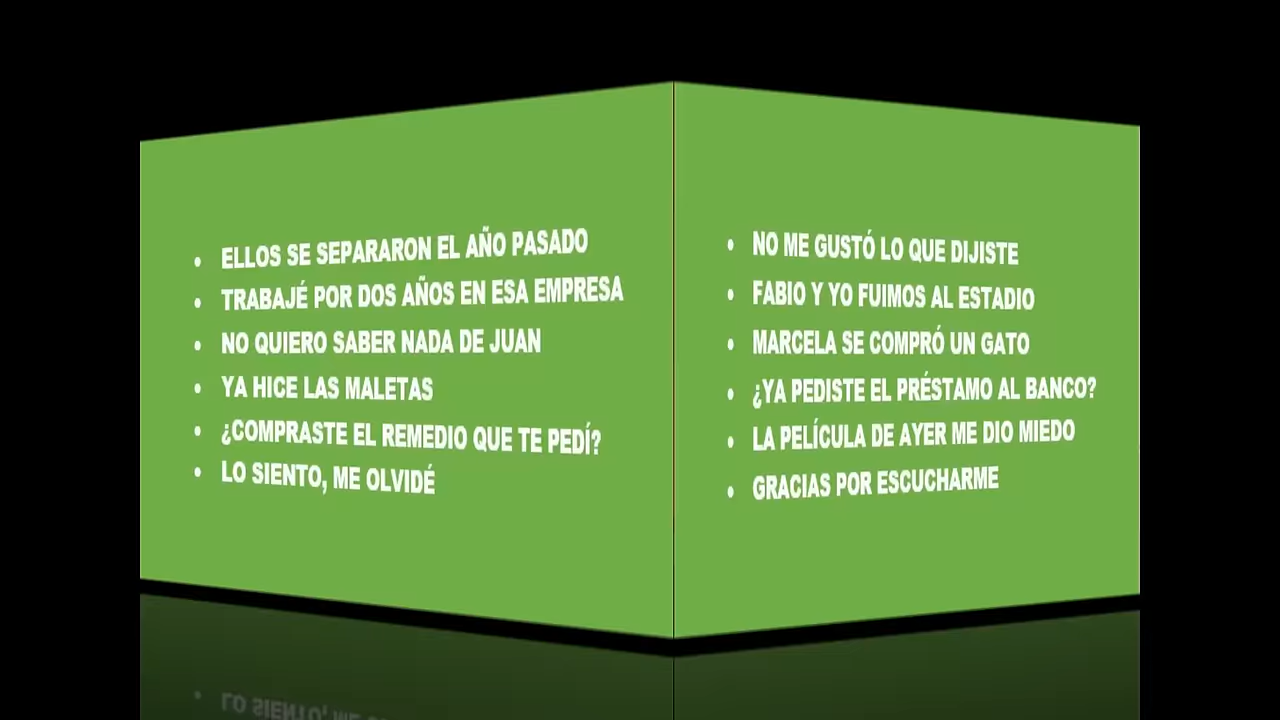 • ELLOS SE SEPARARON EL AÑO PASADO
• TRABAJÉ POR DOS AÑOS EN ESA EMPRESA
• NO QUIERO SABER NADA DE JUAN
• YA HICE LAS MALETAS
• ¿COMPRASTE EL REMEDIO QUE TE PEDÍ?
• LO SIENTO, ME OLVIDÉ
• NO ME GUSTÓ LO QUE DIJISTE
• FABIO Y YO FUIMOS AL ESTADIO
• MARCELA SE COMPRÓ UN GATO
• ¿YA PEDISTE EL PRÉSTAMO AL BANCO?
• LA PELÍCULA DE AYER ME DIO MIEDO
• GRACIAS POR ESCUCHARME